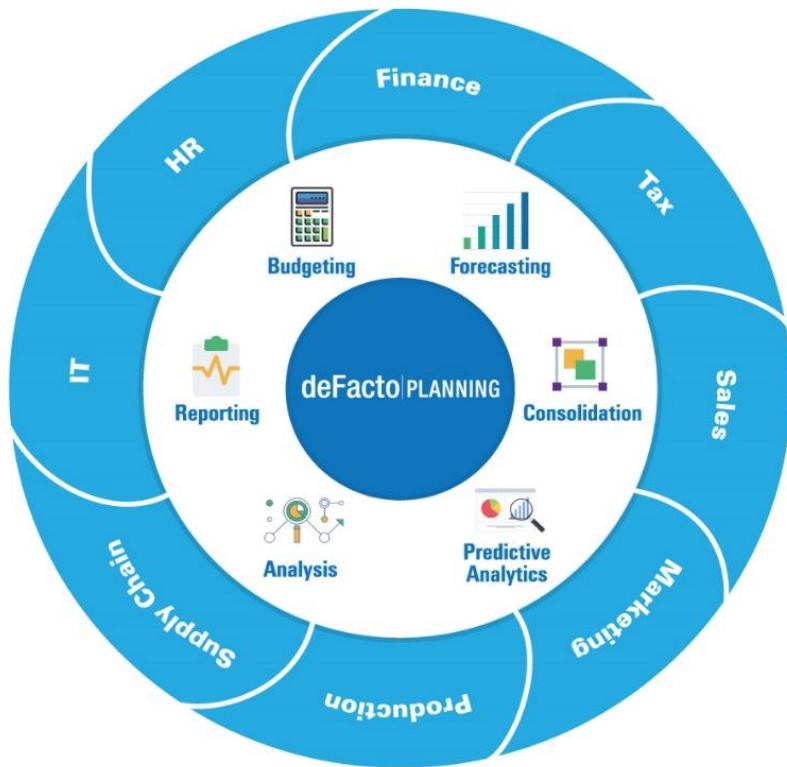 Finance
Tax
Sales
Marketing
Production
Supply Chain
IT
HR
Budgeting
Forecasting
Reporting
deFacto|PLANNING
Consolidation
Analysis
Predictive
Analytics